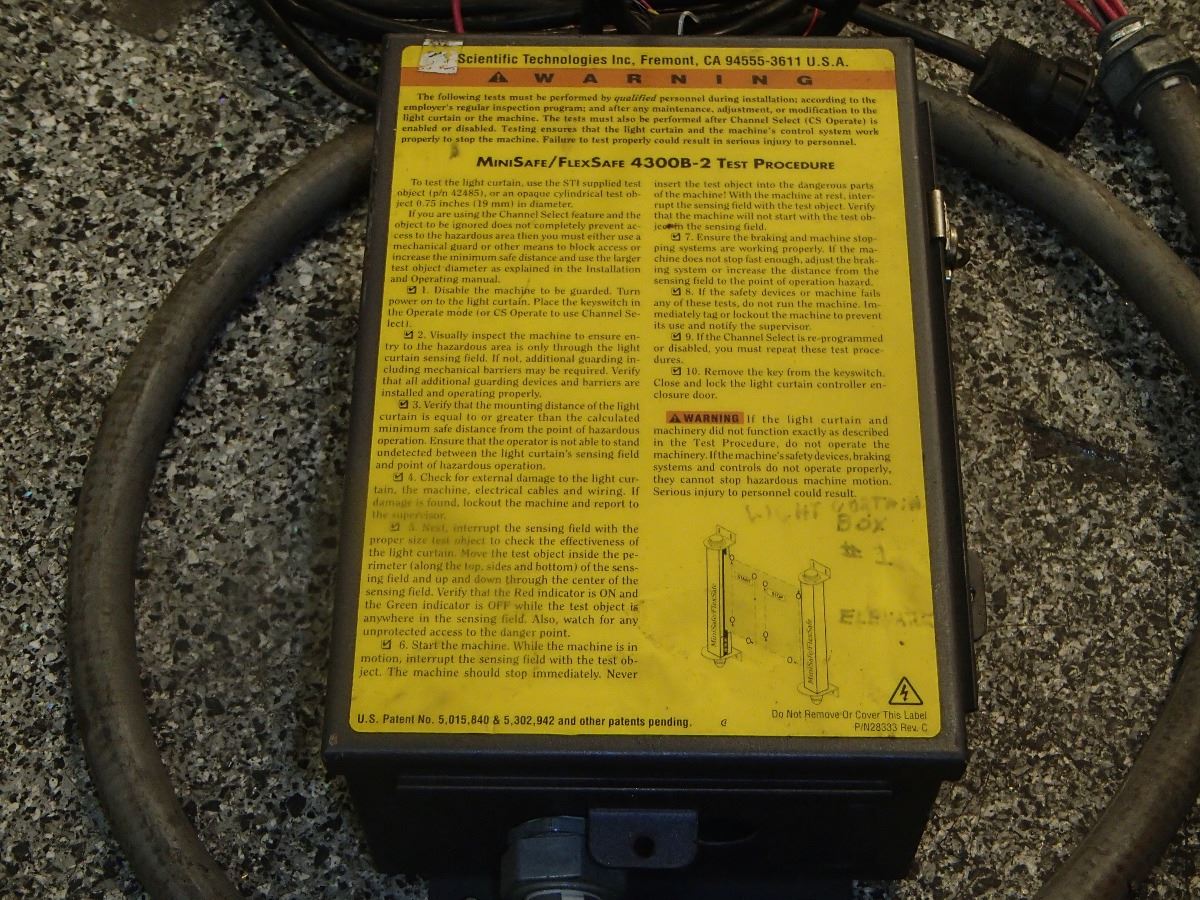 Scientific Technologies Inc, Fremont, CA 94555-3611 U.S.A.
WARNING
The following tests must be performed by qualified personnel during installation; according to the
employer's regular inspection program; and after any maintenance, adjustment, or modification to the
light curtain or the machine. The tests must also be performed after Channel Select (CS Operate) is
enabled or disabled. Testing ensures that the light curtain and the machine's control system work
properly to stop the machine. Failure to test properly could result in serious injury to personnel.
MINISAFE/FLEXSAFE 4300B-2 TEST PROCEDURE
To test the light curtain, use the STI supplied test
object (p/n 42485), or an opaque cylindrical test ob-
ject 0.75 inches (19 mm) in diameter.
If you are using the Channel Select feature and the
object to be ignored does not completely prevent ac-
cess to the hazardous area then you must either use a
mechanical guard or other means to block access or
increase the minimum safe distance and use the larger
test object diameter as explained in the Installation
and Operating manual.
1. Disable the machine to be guarded. Turn
power on to the light curtain. Place the keyswitch in
the Operate mode (or CS Operate to use Channel Se-
lect).
2. Visually inspect the machine to ensure en-
try to the hazardous area is only through the light
curtain sensing field. If not, additional guarding in-
cluding mechanical barriers may be required. Verify
that all additional guarding devices and barriers are
installed and operating properly.
3. Verify that the mounting distance of the light
curtain is equal to or greater than the calculated
minimum safe distance from the point of hazardous
operation. Ensure that the operator is not able to stand
undetected between the light curtain's sensing field
and point of hazardous operation.
4. Check for external damage to the light cur-
tain, the machine, electrical cables and wiring. If
damage is found, lockout the machine and report to
the supervisor.
5. Next, interrupt the sensing field with the
proper size test object to check the effectiveness of
the light curtain. Move the test object inside the pe-
rimeter (along the top, sides and bottom) of the sens-
ing field and up and down through the center of the
sensing field. Verify that the Red indicator is ON and
the Green indicator is OFF while the test object is
anywhere in the sensing field. Also, watch for any
unprotected access to the danger point.
6. Start the machine. While the machine is in
motion, interrupt the sensing field with the test ob-
ject. The machine should stop immediately. Never
insert the test object into the dangerous parts
of the machine! With the machine at rest, inter-
rupt the sensing field with the test object. Verify
that the machine will not start with the test ob-
ject in the sensing field.
7. Ensure the braking and machine stop-
ping systems are working properly. If the ma-
chine does not stop fast enough, adjust the brak-
ing system or increase the distance from the
sensing field to the point of operation hazard.
8. If the safety devices or machine fails
any of these tests, do not run the machine. Im-
mediately tag or lockout the machine to prevent
its use and notify the supervisor.
9. If the Channel Select is re-programmed
or disabled, you must repeat these test proce-
dures.
10. Remove the key from the keyswitch.
Close and lock the light curtain controller en-
closure door.
WARNING If the light curtain and
machinery did not function exactly as described
in the Test Procedure, do not operate the
machinery. If the machine's safety devices, braking
systems and controls do not operate properly,
they cannot stop hazardous machine motion.
Serious injury to personnel could result.
LIGHT CURTAIN
BOX
# 1
MiniSafe/FlexSafe
Start
Stop
MiniSafe/FlexSafe
Do Not Remove Or Cover This Label
P/N28333 Rev. C
U.S. Patent No. 5,015,840 & 5,302,942 and other patents pending.